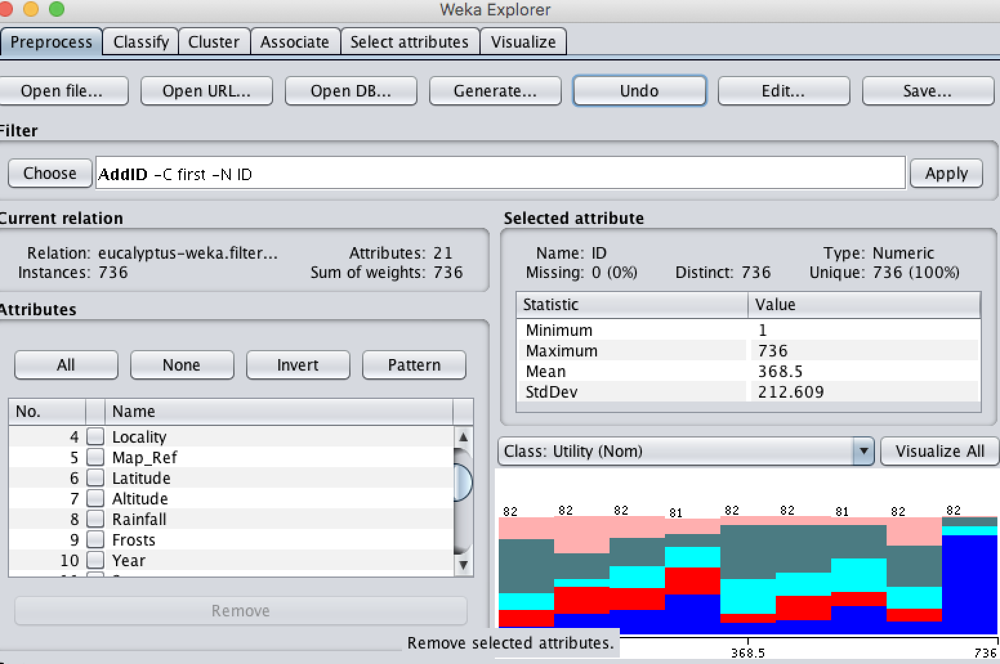 Weka Explorer
Preprocess Classify Cluster Associate Select attributes Visualize
Open file... Open URL... Open DB... Generate... Undo Edit... Save...
Filter
Choose AddID -C first -N ID Apply
Current relation
Relation: eucalyptus-weka.filter... Attributes: 21
Instances: 736 Sum of weights: 736
Selected attribute
Name: ID Type: Numeric
Missing: 0 (0%) Distinct: 736 Unique: 736 (100%)
Statistic Value
Minimum 1
Maximum 736
Mean 368.5
StdDev 212.609
Attributes
All None Invert Pattern
No. Name
4 Locality
5 Map_Ref
6 Latitude
7 Altitude
8 Rainfall
9 Frosts
10 Year
Remove
Remove selected attributes.
Class: Utility (Nom) Visualize All
82 82 82 81 82 82 81 82 82
368.5 736